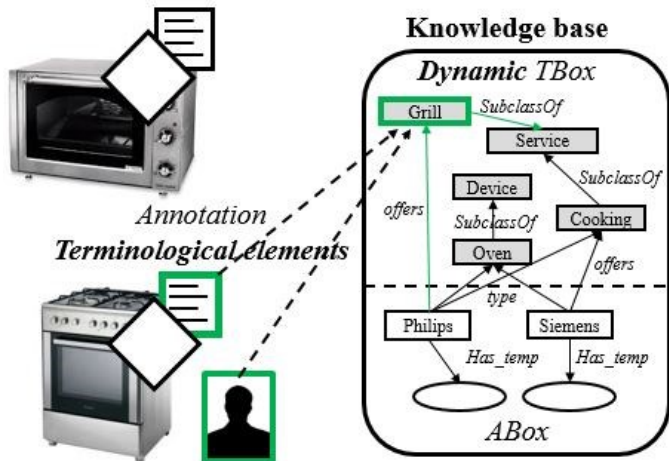 Knowledge base
Dynamic TBox
Grill
SubclassOf
Service
Device
SubclassOf
offers
SubclassOf
Cooking
Oven
offers
type
Philips
Siemens
Has_temp
Has_temp
ABox
Annotation
Terminological elements